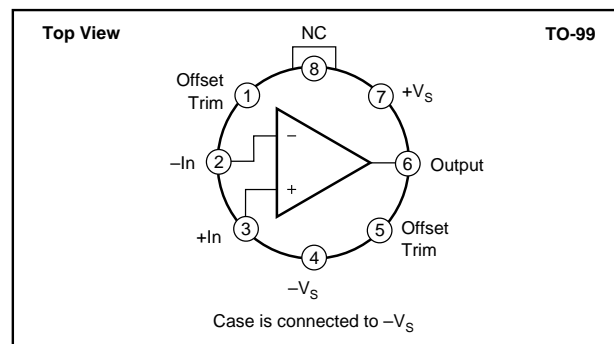 Top View
NC
TO-99
8
Offset
Trim
1
7
+VS
–In
2
–
6
Output
+
+In
3
5
Offset
Trim
4
–VS
Case is connected to –VS